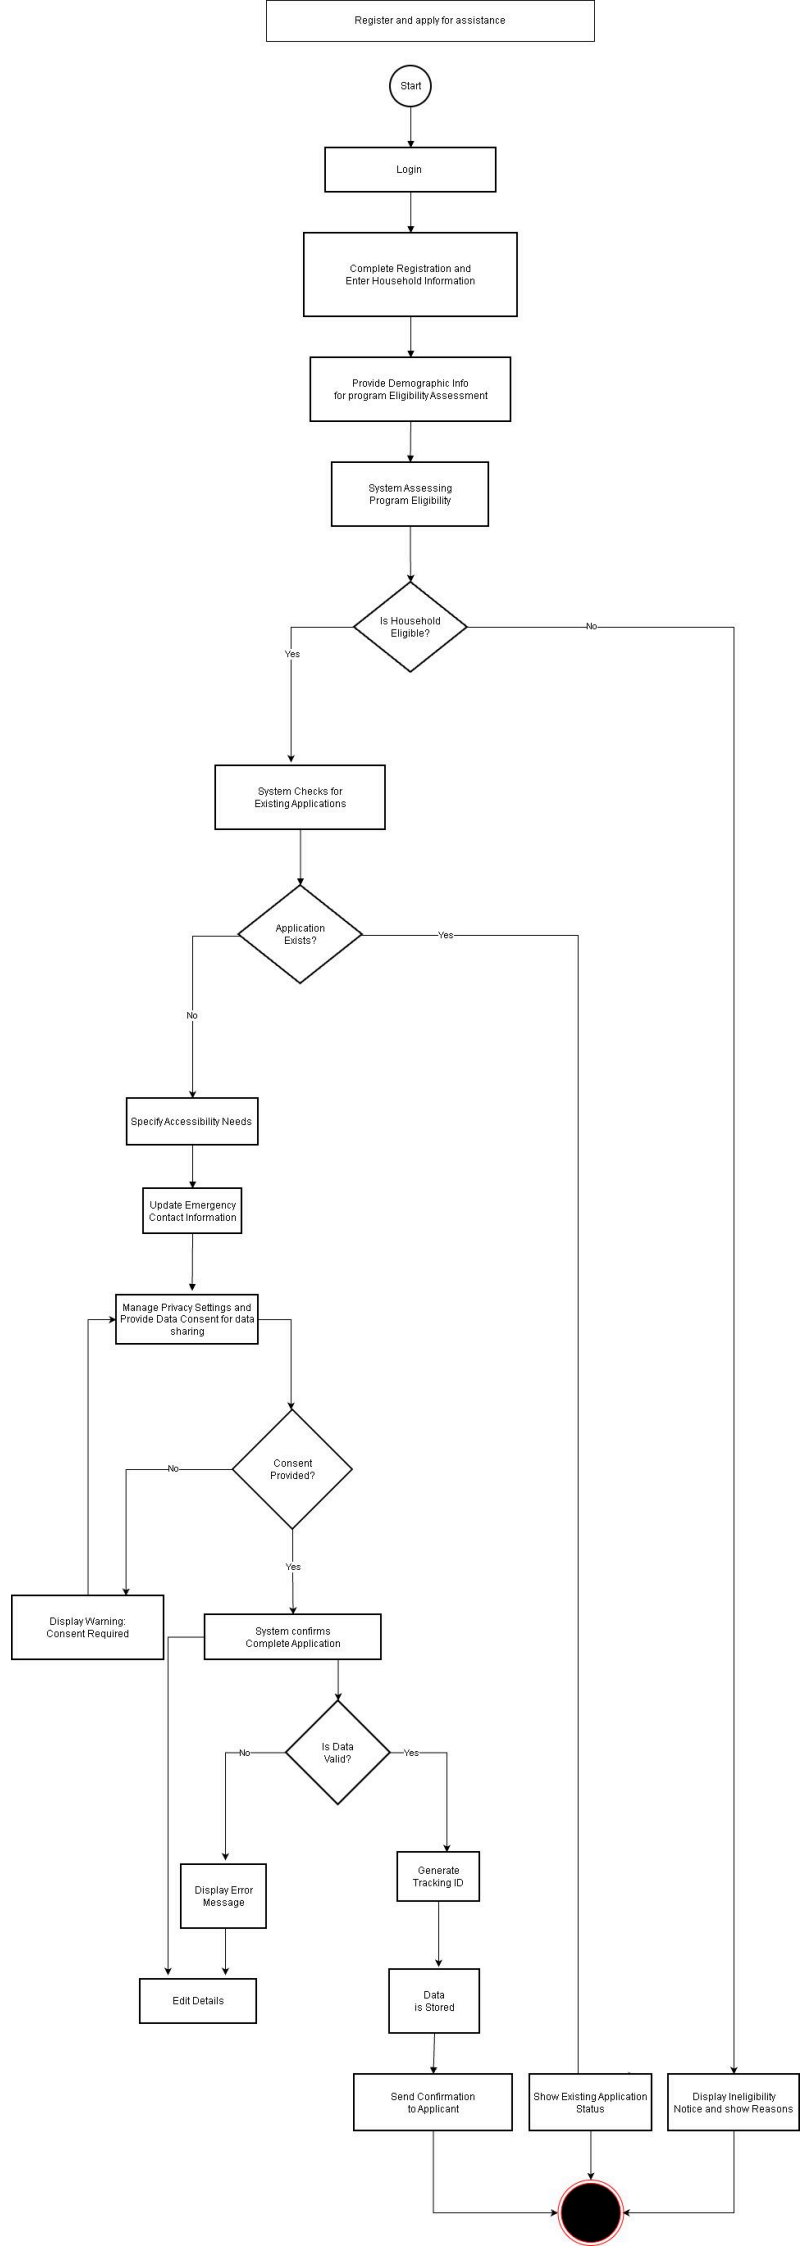 Register and apply for assistance
Start
Login
Complete Registration and
Enter Household Information
Provide Demographic Info
for program Eligibility Assessment
System Assessing
Program Eligibility
Is Household
Eligible?
No
Yes
System Checks for
Existing Applications
Application
Exists?
Yes
No
Specify Accessibility Needs
Update Emergency
Contact Information
Manage Privacy Settings and
Provide Data Consent for data
sharing
Consent
Provided?
No
Yes
Display Warning:
Consent Required
System confirms
Complete Application
Is Data
Valid?
No
Yes
Generate
Tracking ID
Display Error
Message
Edit Details
Data
is Stored
Send Confirmation
to Applicant
Show Existing Application
Status
Display Ineligibility
Notice and show Reasons